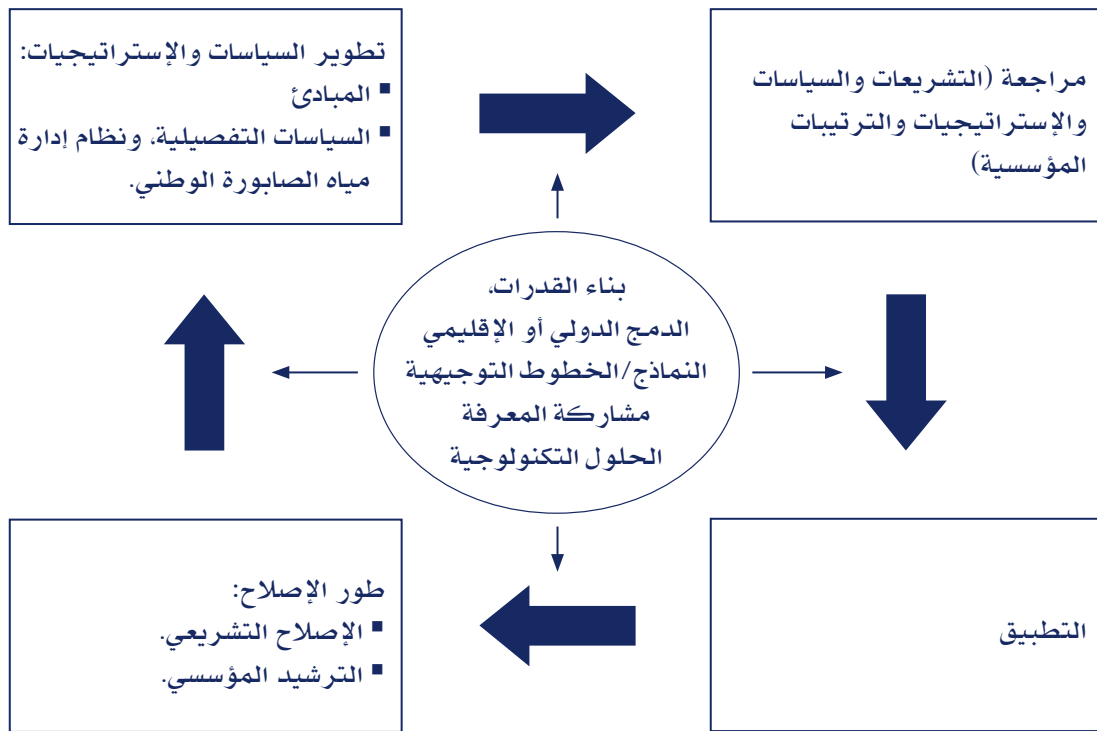 مراجعة (التشريعات والسياسات
والإستراتيجيات والترتيبات
المؤسسية)
تطوير السياسات والإستراتيجيات:
▪ المبادئ
▪ السياسات التفصيلية، ونظام إدارة
مياه الصابورة الوطني.
بناء القدرات،
الدمج الدولي أو الإقليمي
النماذج/الخطوط التوجيهية
مشاركة المعرفة
الحلول التكنولوجية
التطبيق
طور الإصلاح:
▪ الإصلاح التشريعي.
▪ الترشيد المؤسسي.